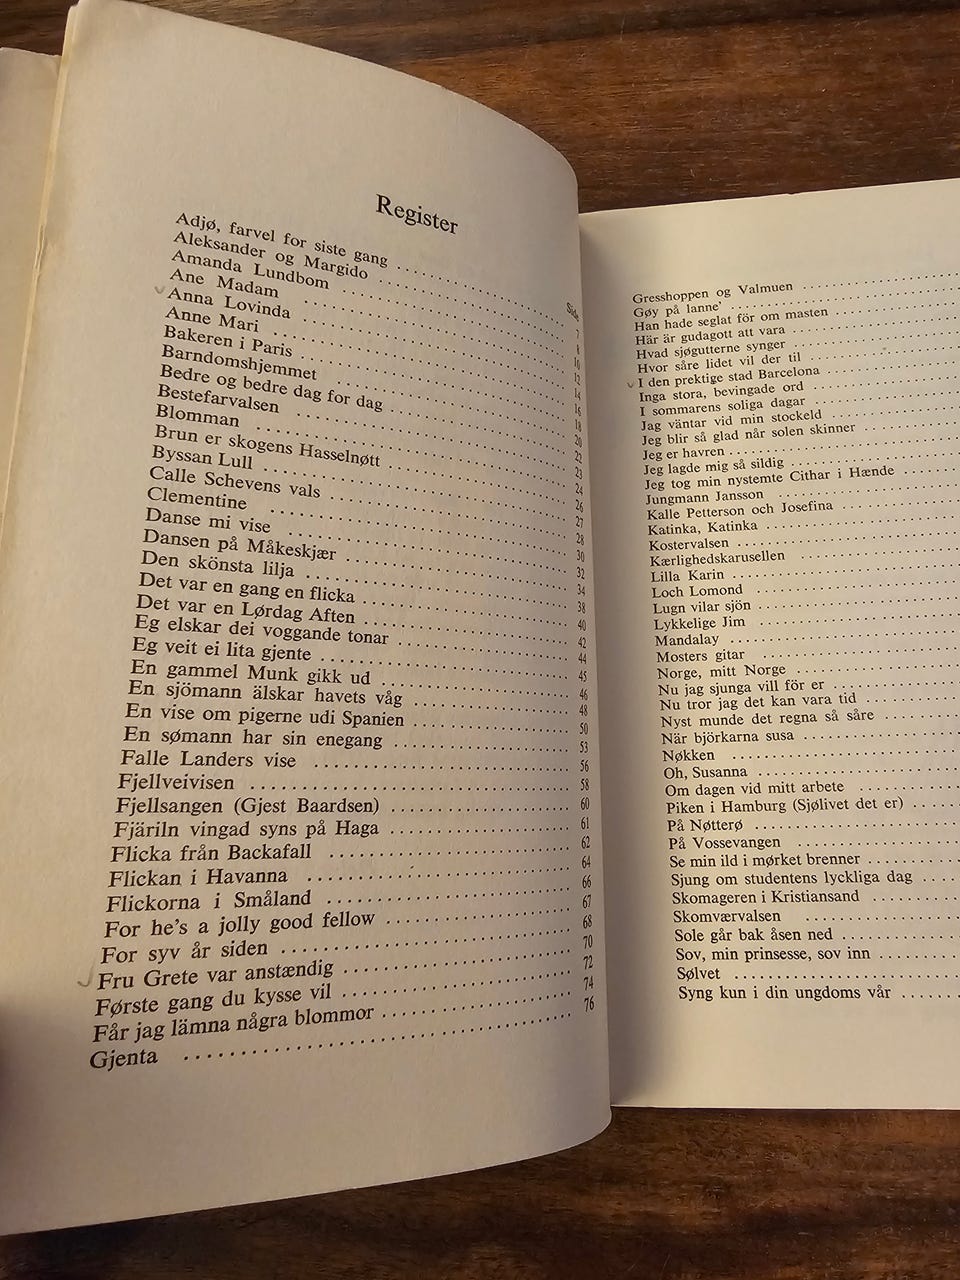 Register
Side
Adjø, farvel for siste gang 7
Aleksander og Margido 8
Amanda Lundbom 10
Ane Madam 12
Anna Lovinda 14
Anne Mari 16
Bakeren i Paris 18
Barndomshjemmet 20
Bedre og bedre dag for dag 22
Bestefarvalsen 23
Blomman 24
Brun er skogens Hasselnøtt 26
Byssan Lull 27
Calle Schevens vals 28
Clementine 30
Danse mi vise 32
Dansen på Måkeskjær 34
Den skönsta lilja 38
Det var en gang en flicka 40
Det var en Lørdag Aften 42
Eg elskar dei voggande tonar 44
Eg veit ei lita gjente 45
En gammel Munk gikk ud 46
En sjömann älskar havets våg 48
En vise om pigerne udi Spanien 50
En sømann har sin enegang 53
Falle Landers vise 56
Fjellveivisen 58
Fjellsangen (Gjest Baardsen) 60
Fjäriln vingad syns på Haga 61
Flicka från Backafall 62
Flickan i Havanna 64
Flickorna i Småland 66
For he's a jolly good fellow 67
For syv år siden 68
Fru Grete var anstændig 70
Første gang du kysse vil 72
Får jag lämna några blommor 74
Gjenta 76
Gresshoppen og Valmuen
Gøy på lanne'
Han hade seglat för om masten
Här är gudagott att vara
Hvad sjøgutterne synger
Hvor såre lidet vil der til
I den prektige stad Barcelona
Inga stora, bevingade ord
I sommarens soliga dagar
Jag väntar vid min stockeld
Jeg blir så glad når solen skinner
Jeg er havren
Jeg lagde mig så sildig
Jeg tog min nystemte Cithar i Hænde
Jungmann Jansson
Kalle Petterson och Josefina
Katinka, Katinka
Kostervalsen
Kærlighedskarusellen
Lilla Karin
Loch Lomond
Lugn vilar sjön
Lykkelige Jim
Mandalay
Mosters gitar
Norge, mitt Norge
Nu jag sjunga vill för er
Nu tror jag det kan vara tid
Nyst munde det regna så såre
När björkarna susa
Nøkken
Oh, Susanna
Om dagen vid mitt arbete
Piken i Hamburg (Sjølivet det er)
På Nøtterø
På Vossevangen
Se min ild i mørket brenner
Sjung om studentens lyckliga dag
Skomageren i Kristiansand
Skomværvalsen
Sole går bak åsen ned
Sov, min prinsesse, sov inn
Sølvet
Syng kun i din ungdoms vår